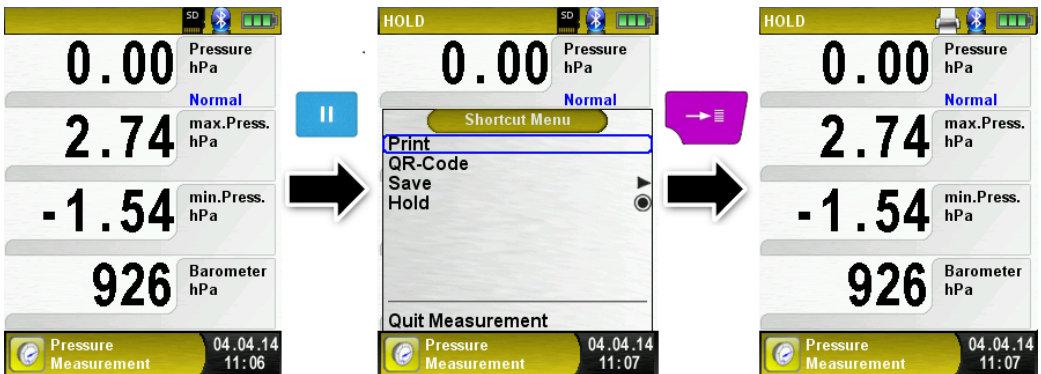 SD
0.00
Pressure
hPa
Normal
2.74
max.Press.
hPa
-1.54
min.Press.
hPa
926
Barometer
hPa
Pressure
Measurement
04.04.14
11:06
HOLD
SD
0.00
Pressure
hPa
Normal
Shortcut Menu
Print
QR-Code
Save
Hold
Quit Measurement
Pressure
Measurement
04.04.14
11:07
HOLD
0.00
Pressure
hPa
Normal
2.74
max.Press.
hPa
-1.54
min.Press.
hPa
926
Barometer
hPa
Pressure
Measurement
04.04.14
11:07